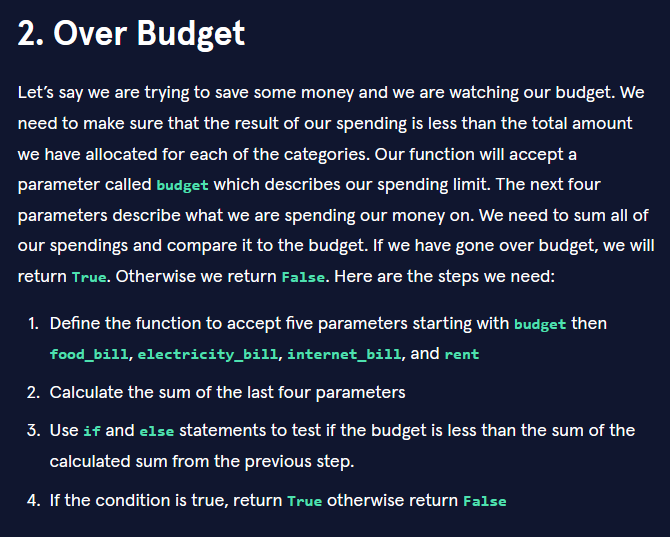 2. Over Budget
Let’s say we are trying to save some money and we are watching our budget. We
need to make sure that the result of our spending is less than the total amount
we have allocated for each of the categories. Our function will accept a
parameter called budget which describes our spending limit. The next four
parameters describe what we are spending our money on. We need to sum all of
our spendings and compare it to the budget. If we have gone over budget, we will
return True. Otherwise we return False. Here are the steps we need:
1. Define the function to accept five parameters starting with budget then
food_bill, electricity_bill, internet_bill, and rent
2. Calculate the sum of the last four parameters
3. Use if and else statements to test if the budget is less than the sum of the
calculated sum from the previous step.
4. If the condition is true, return True otherwise return False